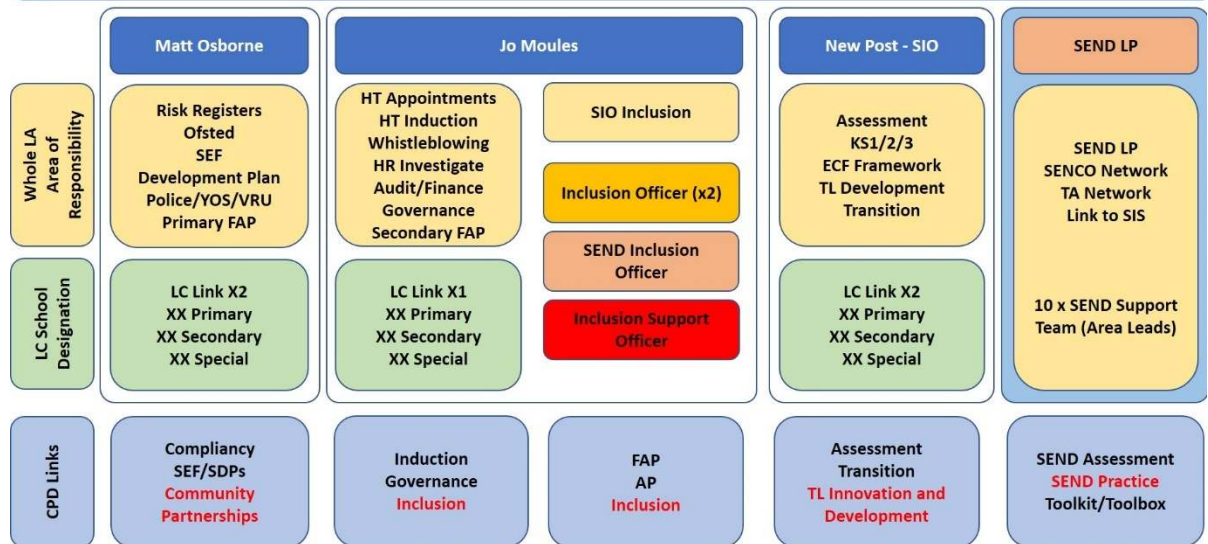 Matt Osborne
Jo Moules
New Post - SIO
SEND LP
Whole LA
Area of
Responsibility
Risk Registers
Ofsted
SEF
Development Plan
Police/YOS/VRU
Primary FAP
HT Appointments
HT Induction
Whistleblowing
HR Investigate
Audit/Finance
Governance
Secondary FAP
SIO Inclusion
Inclusion Officer (x2)
SEND Inclusion
Officer
Inclusion Support
Officer
Assessment
KS1/2/3
ECF Framework
TL Development
Transition
SEND LP
SENCO Network
TA Network
Link to SIS
10 x SEND Support
Team (Area Leads)
LC School
Designation
LC Link X2
XX Primary
XX Secondary
XX Special
LC Link X1
XX Primary
XX Secondary
XX Special
LC Link X2
XX Primary
XX Secondary
XX Special
CPD Links
Compliancy
SEF/SDPs
Community
Partnerships
Induction
Governance
Inclusion
FAP
AP
Inclusion
Assessment
Transition
TL Innovation and
Development
SEND Assessment
SEND Practice
Toolkit/Toolbox